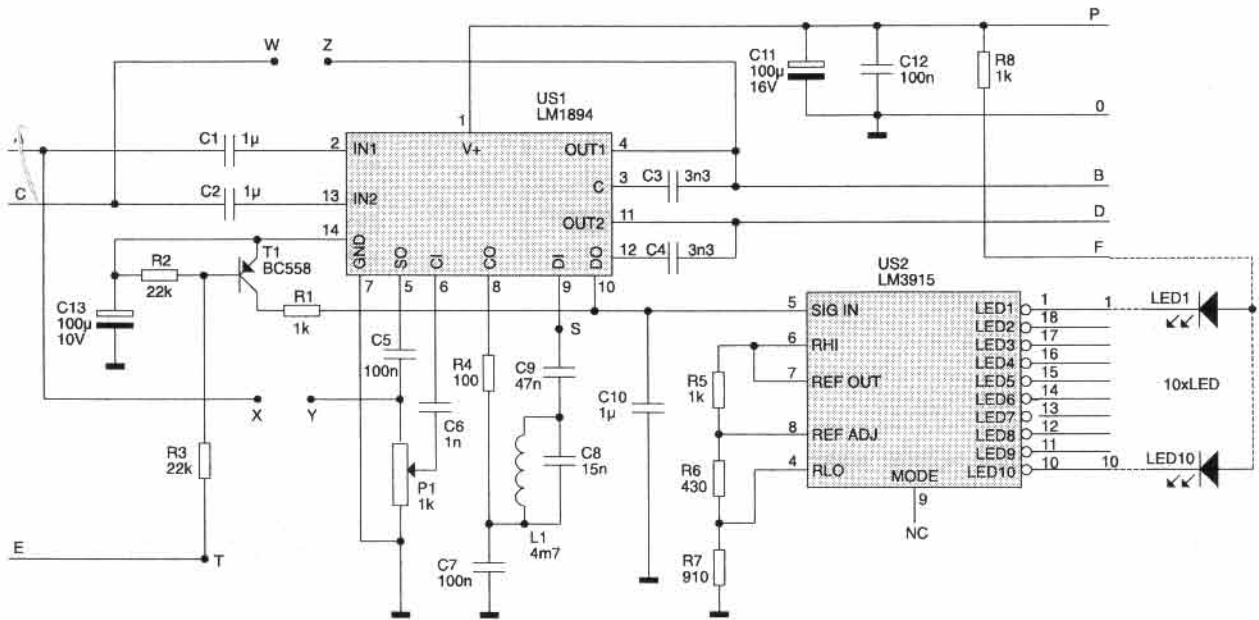 P
W
Z
C11
100µ
16V
C12
100n
R8
1k
US1
LM1894
0
1
C1
1µ
2
IN1
V+
OUT1
4
C
3
C3
3n3
B
C
C2
1µ
13
IN2
OUT2
11
D
14
12
C4
3n3
F
T1
BC558
R2
22k
GND
SO
CI
CO
DI
DO
7
5
6
8
9
10
US2
LM3915
C13
100µ
10V
R1
1k
S
5
SIG IN
LED1
1
1
LED1
LED2
18
6
RHI
LED3
17
LED4
16
C5
100n
R4
100
C9
47n
R5
1k
7
REF OUT
LED5
15
10xLED
LED6
14
X
Y
C6
1n
C10
1µ
LED7
13
8
REF ADJ
LED8
12
R3
22k
C8
15n
LED9
11
4
RLO
LED10
10
10
LED10
P1
1k
R6
430
MODE
9
NC
L1
4m7
E
T
C7
100n
R7
910